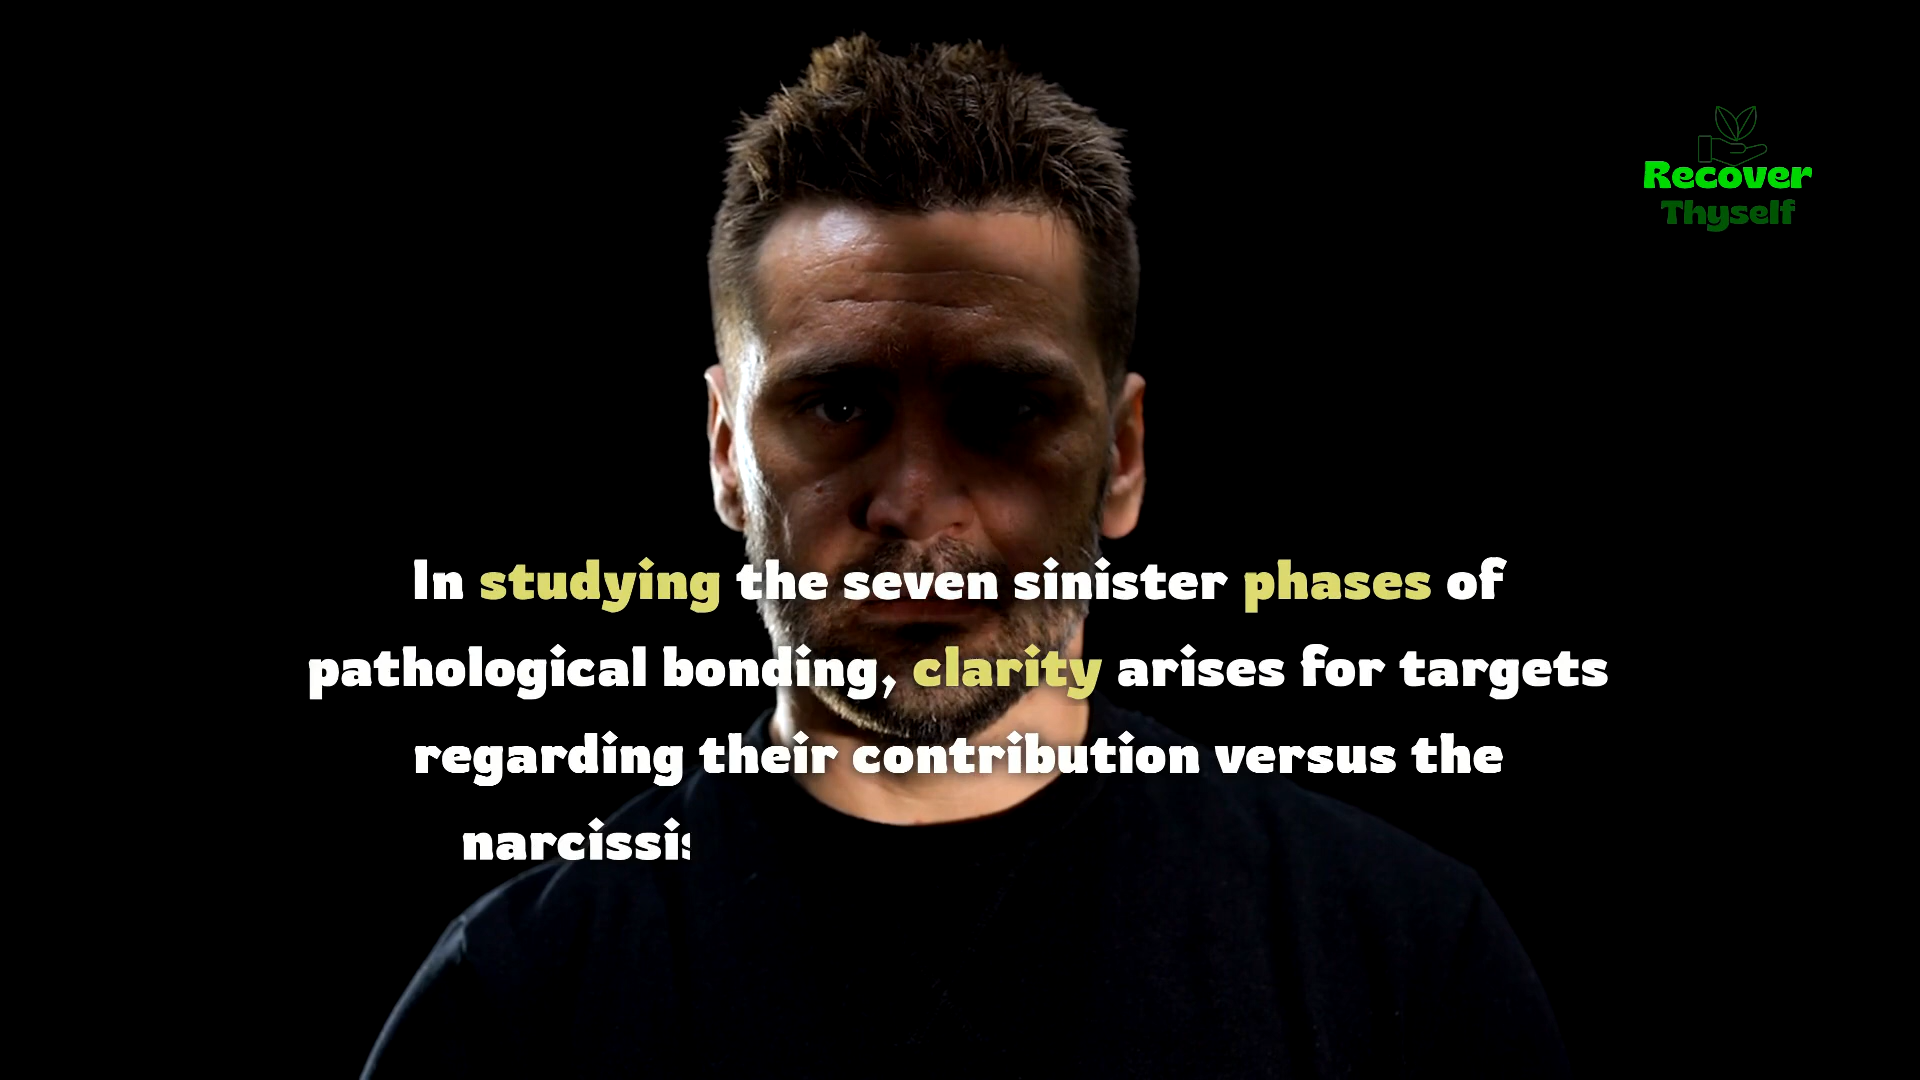 Recover
Thyself
In studying the seven sinister phases of
pathological bonding, clarity arises for targets
regarding their contribution versus the